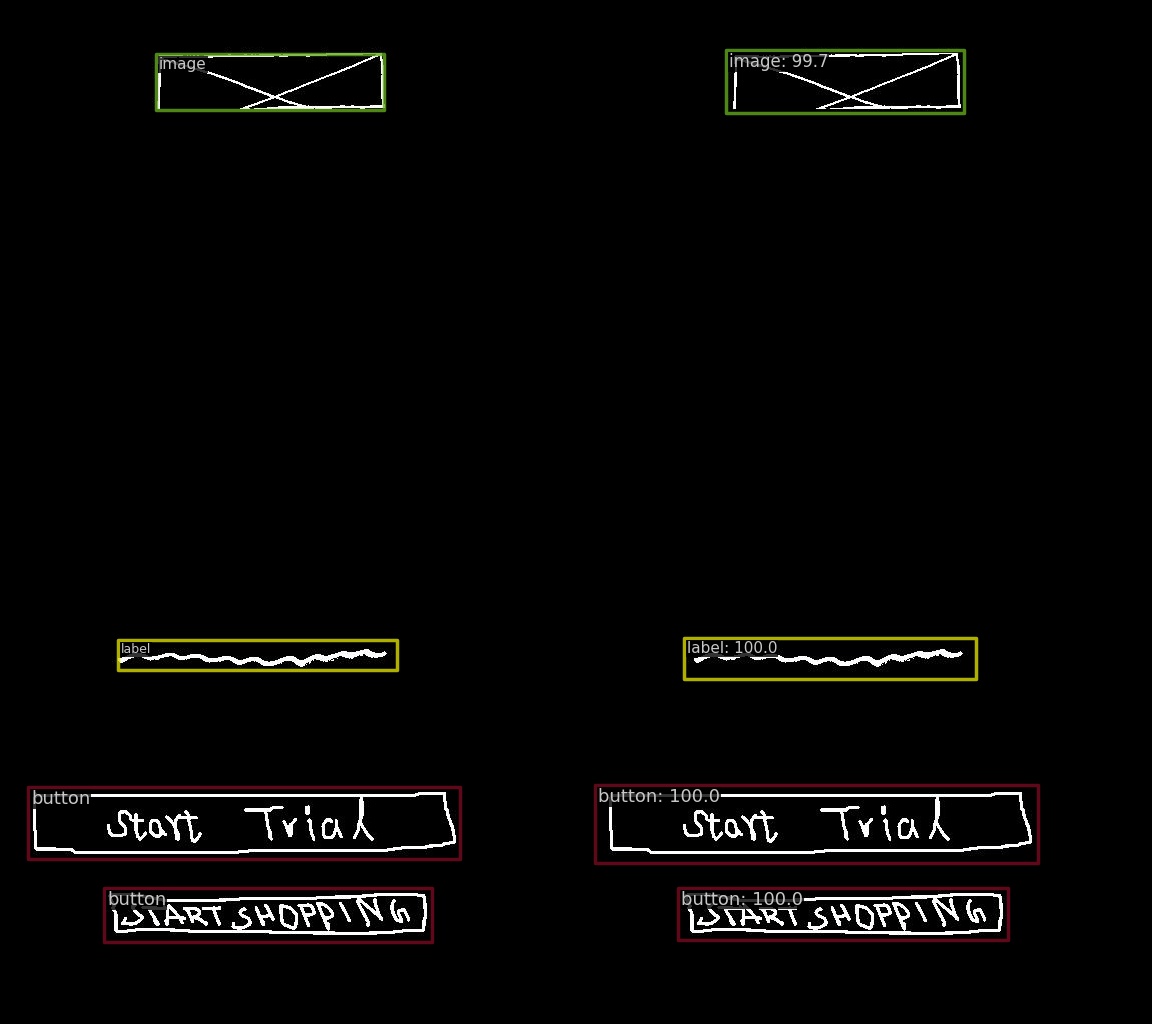 image
image: 99.7
label
label: 100.0
button
Start Trial
button: 100.0
Start Trial
button
START SHOPPING
button: 100.0
START SHOPPING